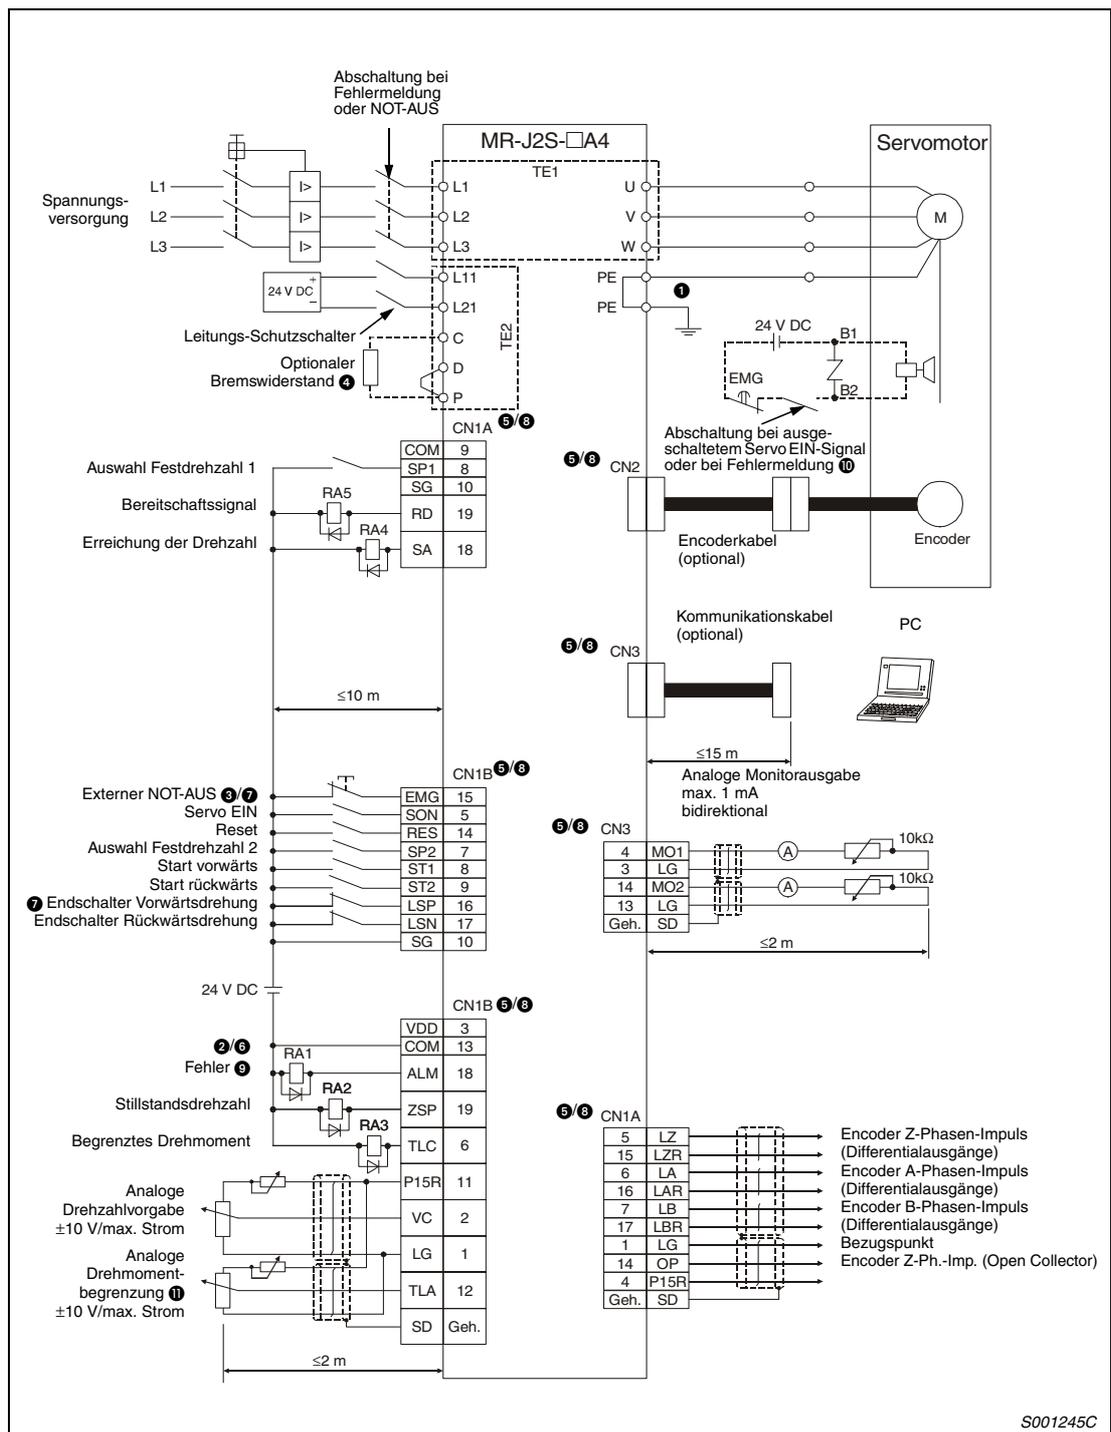 Abschaltung bei
Fehlermeldung
oder NOT-AUS
MR-J2S-□A4
Servomotor
TE1
Spannungs-
versorgung
L1
L2
L3
I>
I>
I>
L1
L2
L3
U
V
W
M
24 V DC
+
–
L11
L21
PE
PE
❶
Leitungs-Schutzschalter
C
D
P
TE2
Optionaler
Bremswiderstand ❹
24 V DC
B1
B2
EMG
Abschaltung bei ausge-
schaltetem Servo EIN-Signal
oder bei Fehlermeldung ❿
CN1A ❺/❽
COM 9
Auswahl Festdrehzahl 1
SP1 8
SG 10
Bereitschaftssignal
RA5
RD 19
Erreichung der Drehzahl
RA4
SA 18
❺/❽
CN2
Encoderkabel
(optional)
Encoder
Kommunikationskabel
(optional)
PC
❺/❽ CN3
≤10 m
≤15 m
Analoge Monitorausgabe
max. 1 mA
bidirektional
CN1B ❺/❽
Externer NOT-AUS ❸/❼
EMG 15
Servo EIN
SON 5
Reset
RES 14
Auswahl Festdrehzahl 2
SP2 7
Start vorwärts
ST1 8
Start rückwärts
ST2 9
❼ Endschalter Vorwärtsdrehung
LSP 16
Endschalter Rückwärtsdrehung
LSN 17
SG 10
❺/❽ CN3
4 MO1
A
10kΩ
3 LG
14 MO2
A
10kΩ
13 LG
Geh. SD
≤2 m
24 V DC
CN1B ❺/❽
VDD 3
❷/❻
COM 13
Fehler ❾
RA1
ALM 18
Stillstandsdrehzahl
RA2
ZSP 19
Begrenztes Drehmoment
RA3
TLC 6
P15R 11
Analoge
Drehzahlvorgabe
±10 V/max. Strom
VC 2
LG 1
Analoge
Drehmoment-
begrenzung ⓫
±10 V/max. Strom
TLA 12
SD Geh.
≤2 m
❺/❽ CN1A
5 LZ
Encoder Z-Phasen-Impuls
15 LZR
(Differentialausgänge)
6 LA
Encoder A-Phasen-Impuls
16 LAR
(Differentialausgänge)
7 LB
Encoder B-Phasen-Impuls
17 LBR
(Differentialausgänge)
1 LG
Bezugspunkt
14 OP
Encoder Z-Ph.-Imp. (Open Collector)
4 P15R
Geh. SD
S001245C